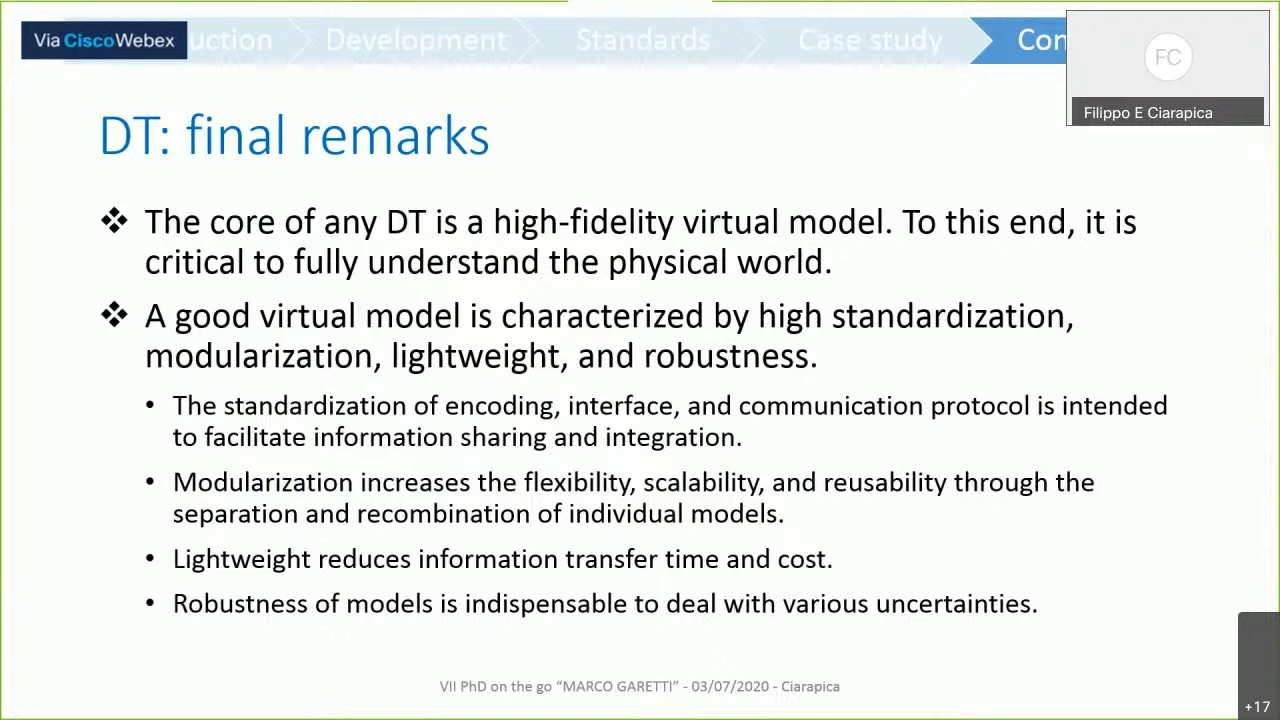 Via CiscoWebex
uction
Development
Standards
Case study
Con
FC
Filippo E Ciarapica
DT: final remarks
❖ The core of any DT is a high-fidelity virtual model. To this end, it is
critical to fully understand the physical world.
❖ A good virtual model is characterized by high standardization,
modularization, lightweight, and robustness.
• The standardization of encoding, interface, and communication protocol is intended
to facilitate information sharing and integration.
• Modularization increases the flexibility, scalability, and reusability through the
separation and recombination of individual models.
• Lightweight reduces information transfer time and cost.
• Robustness of models is indispensable to deal with various uncertainties.
VII PhD on the go “MARCO GARETTI” - 03/07/2020 - Ciarapica
+17